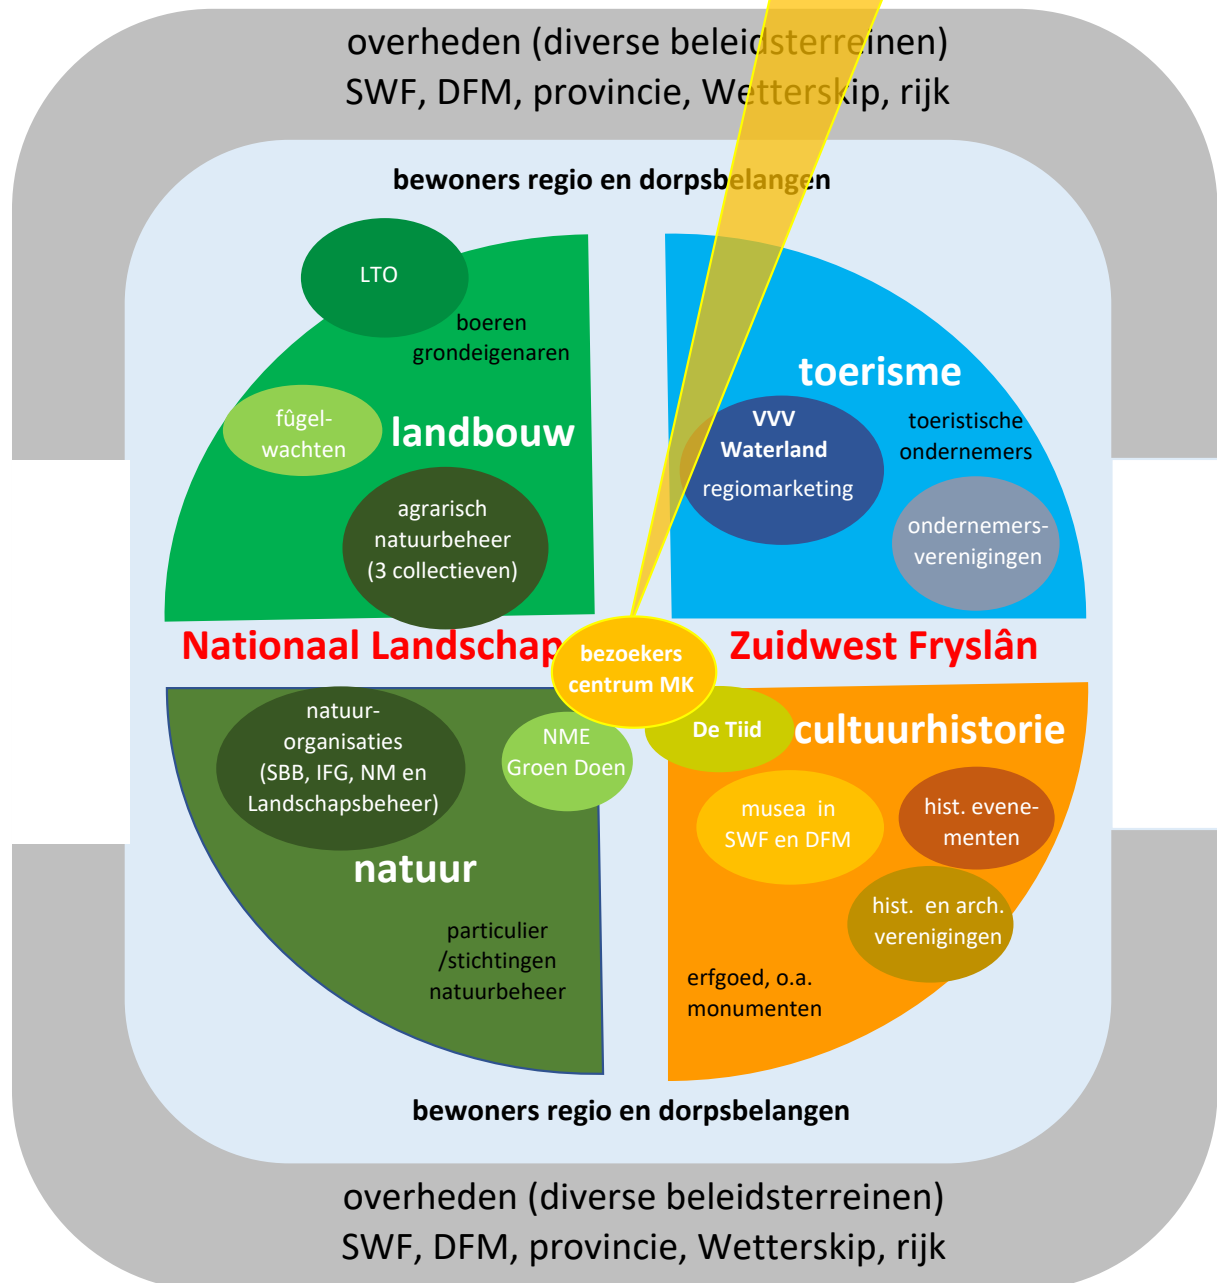 overheden (diverse beleidsterreinen)
SWF, DFM, provincie, Wetterskip, rijk
bewoners regio en dorpsbelangen
LTO
boeren
grondeigenaren
fûgel-
wachten
landbouw
agrarisch
natuurbeheer
(3 collectieven)
toerisme
VVV
Waterland
regiomarketing
toeristische
ondernemers
ondernemers-
verenigingen
Nationaal Landschap
Zuidwest Fryslân
bezoekers
centrum MK
natuur-
organisaties
(SBB, IFG, NM en
Landschapsbeheer)
NME
Groen Doen
natuur
particulier
/stichtingen
natuurbeheer
De Tiid
cultuurhistorie
musea in
SWF en DFM
hist. evene-
menten
hist. en arch.
verenigingen
erfgoed, o.a.
monumenten
bewoners regio en dorpsbelangen
overheden (diverse beleidsterreinen)
SWF, DFM, provincie, Wetterskip, rijk